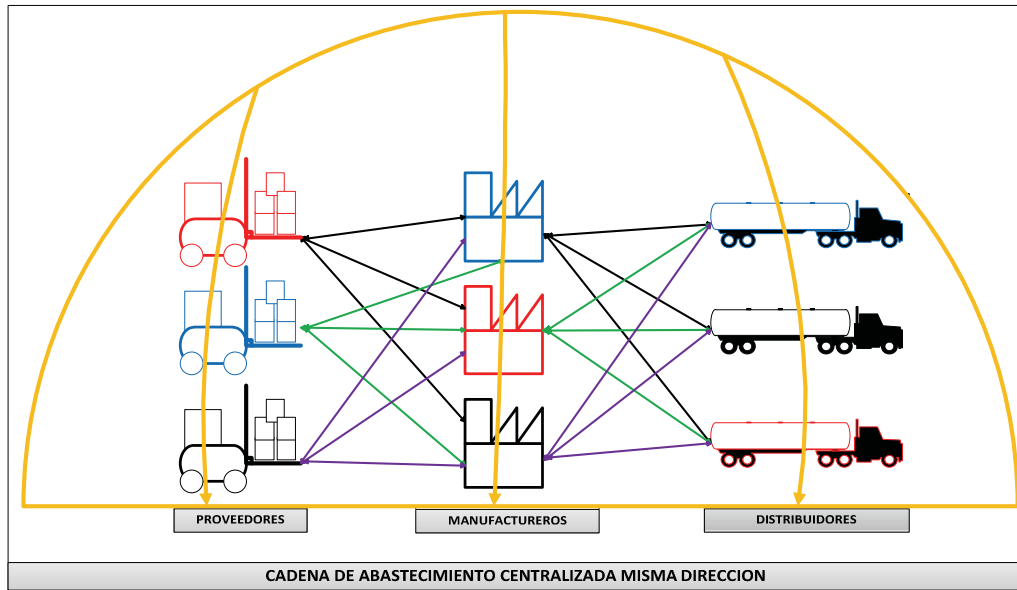 PROVEEDORES
MANUFACTUREROS
DISTRIBUIDORES
CADENA DE ABASTECIMIENTO CENTRALIZADA MISMA DIRECCION